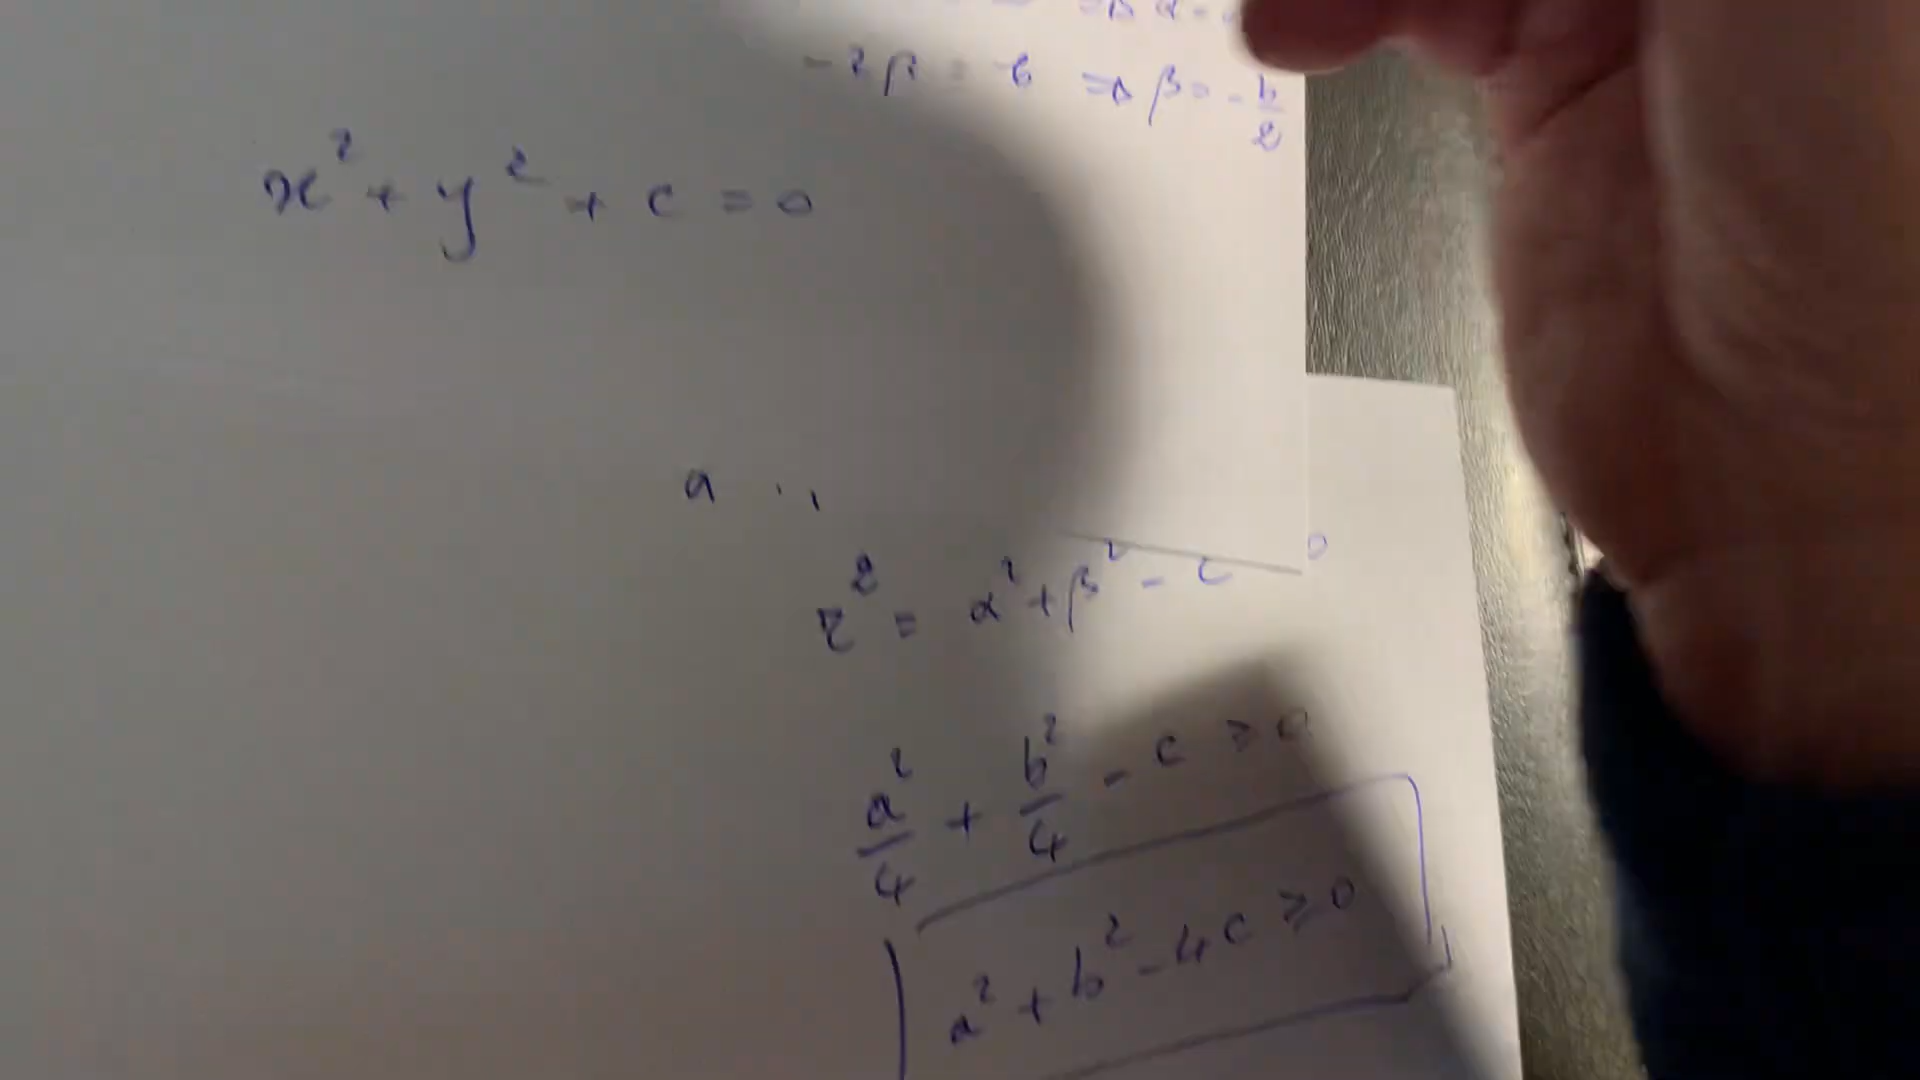 ⇒ α = 
-2β = b ⇒ β = -b/2
x² + y² + c = 0
a
r² = α² + β² - c
a²/4 + b²/4 - c ≥ 0
a² + b² - 4c ≥ 0